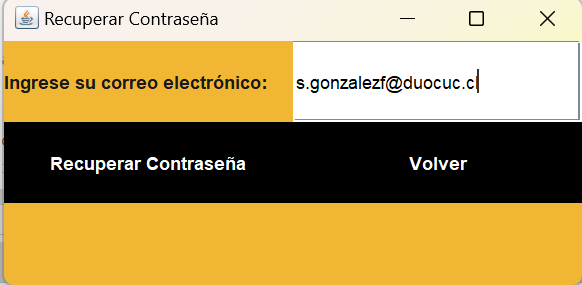 Recuperar Contraseña
Ingrese su correo electrónico: s.gonzalezf@duocuc.cl
Recuperar Contraseña Volver